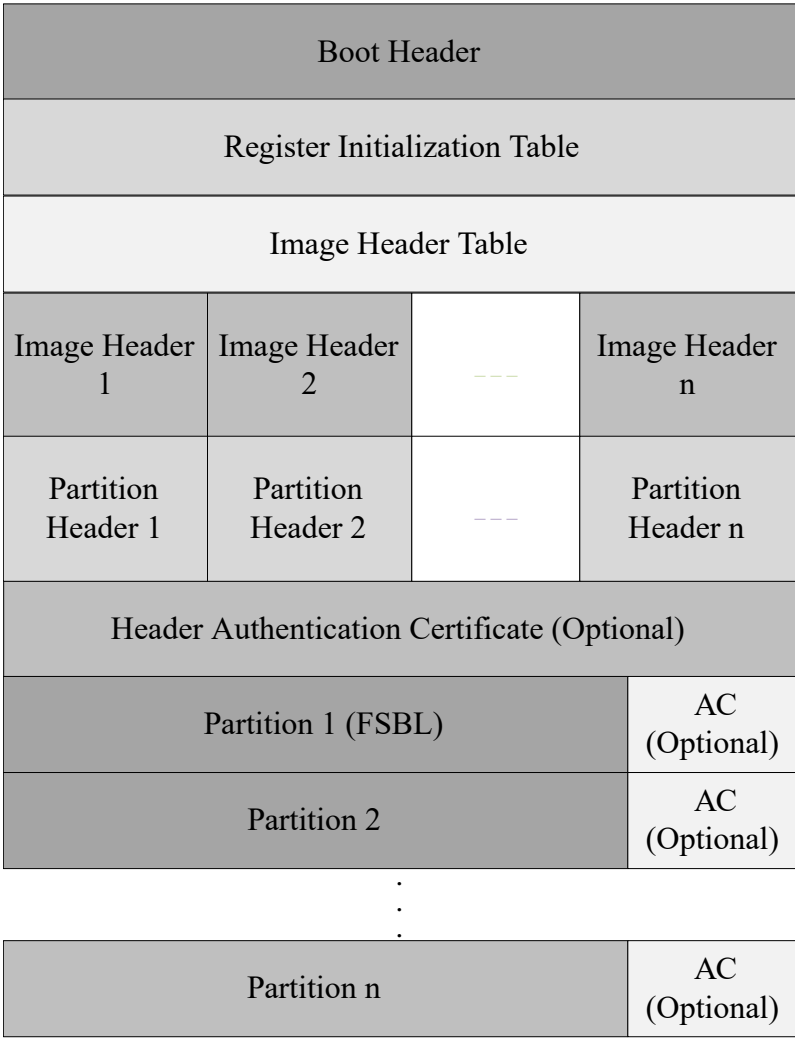 Boot Header
Register Initialization Table
Image Header Table
Image Header
1
Image Header
2
---
Image Header
n
Partition
Header 1
Partition
Header 2
---
Partition
Header n
Header Authentication Certificate (Optional)
Partition 1 (FSBL)
AC
(Optional)
Partition 2
AC
(Optional)
.
.
.
Partition n
AC
(Optional)